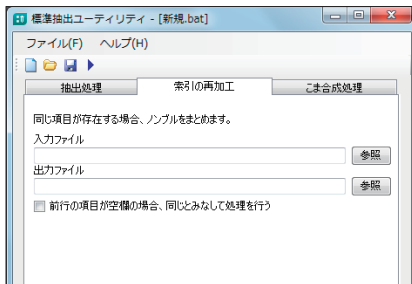 標準抽出ユーティリティ - [新規.bat]
ファイル(F) ヘルプ(H)
抽出処理 索引の再加工 こま合成処理
同じ項目が存在する場合、ノンブルをまとめます。
入力ファイル
参照
出力ファイル
参照
前行の項目が空欄の場合、同じとみなして処理を行う